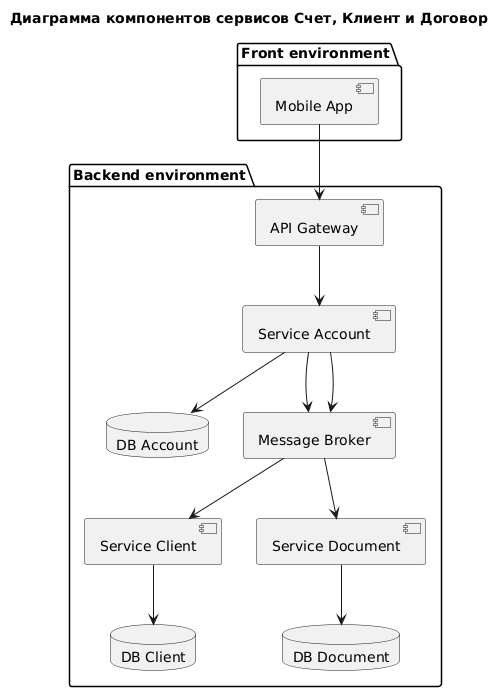 Диаграмма компонентов сервисов Счет, Клиент и Договор
Front environment
Mobile App
Backend environment
API Gateway
Service Account
DB Account
Message Broker
Service Client
Service Document
DB Client
DB Document